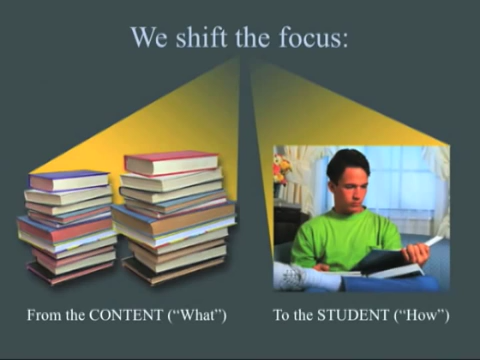 We shift the focus:
From the CONTENT (“What”)
To the STUDENT (“How”)